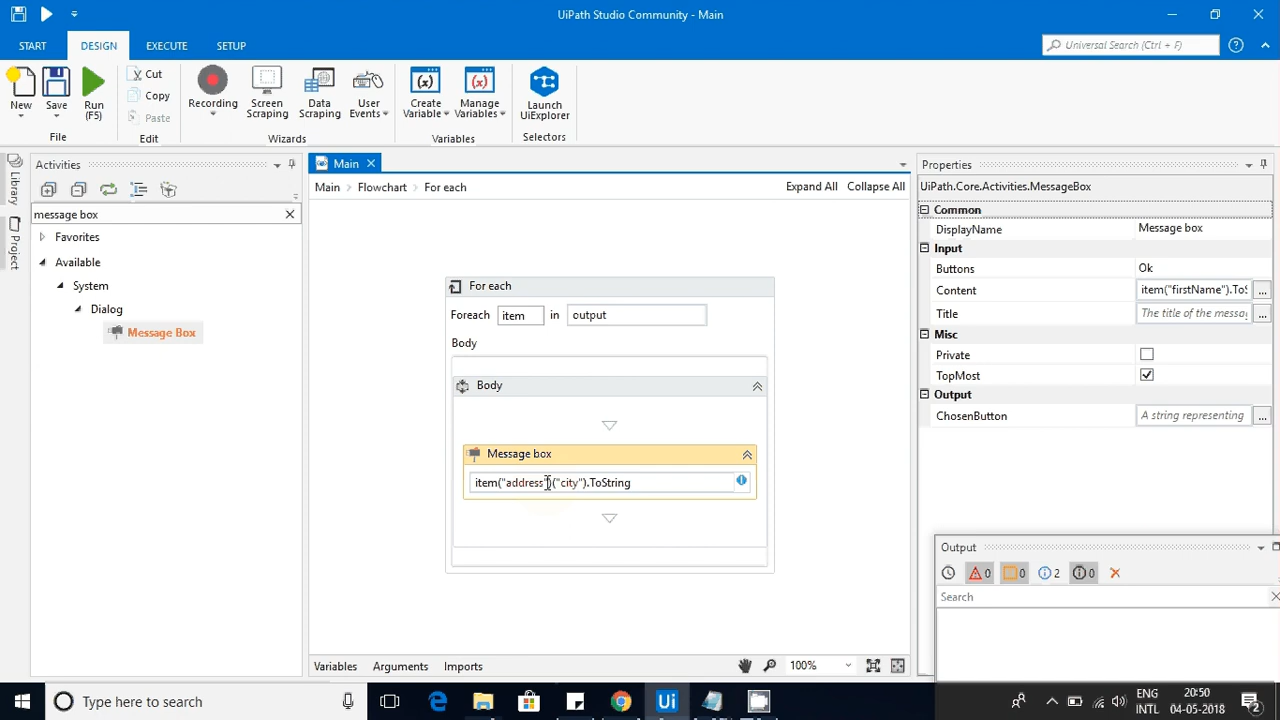 UiPath Studio Community - Main
START
DESIGN
EXECUTE
SETUP
Universal Search (Ctrl + F)
New
Save
Run
(F5)
Cut
Copy
Paste
Recording
Screen
Scraping
Data
Scraping
User
Events
Create
Variable
Manage
Variables
Launch
UiExplorer
File
Edit
Wizards
Variables
Selectors
Library
Project
Activities
message box
Favorites
Available
System
Dialog
Message Box
Main
Main
Flowchart
For each
Expand All
Collapse All
For each
Foreach
item
in
output
Body
Body
Message box
item("address")("city").ToString
Variables
Arguments
Imports
100%
Properties
UiPath.Core.Activities.MessageBox
Common
DisplayName
Message box
Input
Buttons
Ok
Content
item("firstName").ToS
...
Title
The title of the messag
...
Misc
Private
TopMost
Output
ChosenButton
A string representing
...
Output
0
0
2
0
Search
Type here to search
Ui
ENG
INTL
20:50
04-05-2018
2